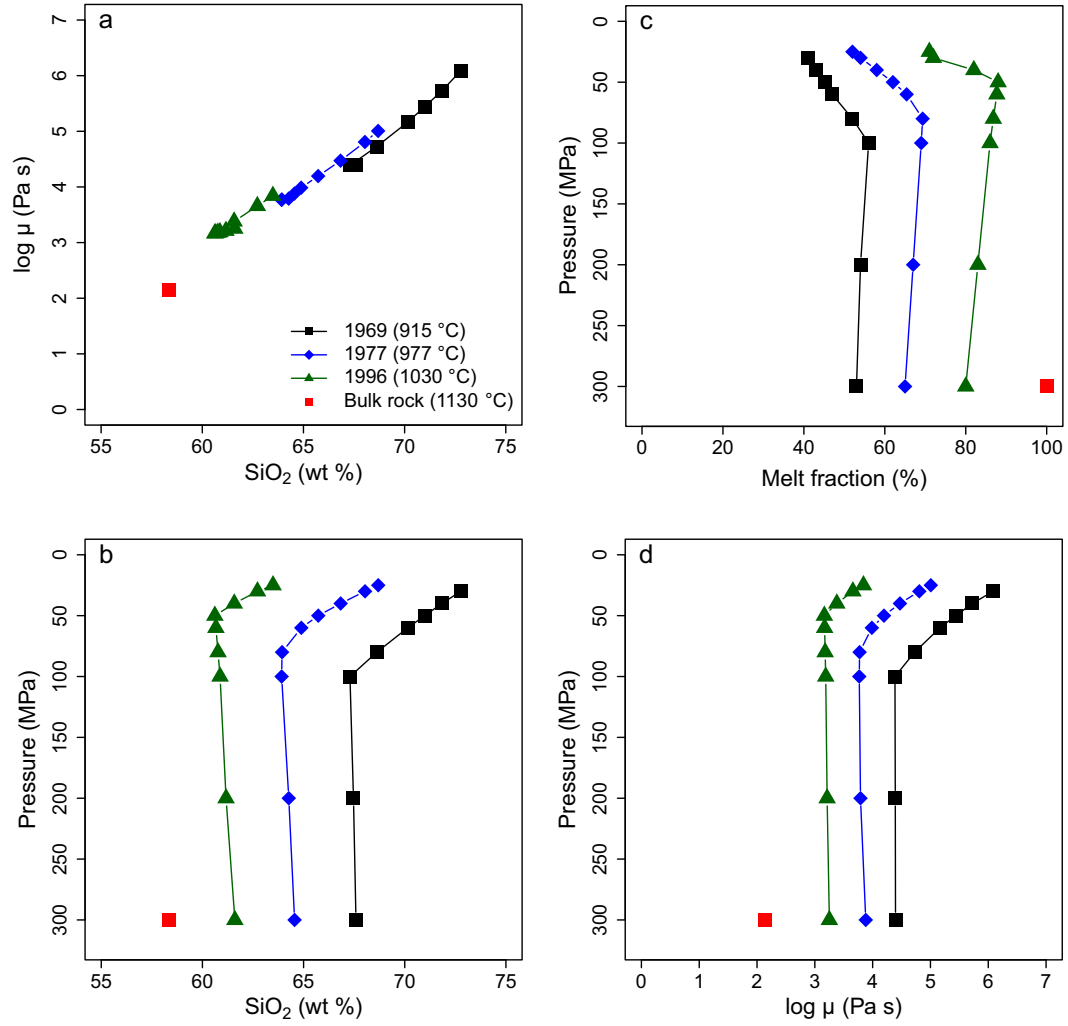 a
7
6
5
4
3
2
1
0
log µ (Pa s)
1969 (915 °C)
1977 (977 °C)
1996 (1030 °C)
Bulk rock (1130 °C)
55 60 65 70 75
SiO₂ (wt %)
c
0
50
100
150
200
250
300
Pressure (MPa)
0 20 40 60 80 100
Melt fraction (%)
b
0
50
100
150
200
250
300
Pressure (MPa)
55 60 65 70 75
SiO₂ (wt %)
d
0
50
100
150
200
250
300
Pressure (MPa)
0 1 2 3 4 5 6 7
log µ (Pa s)